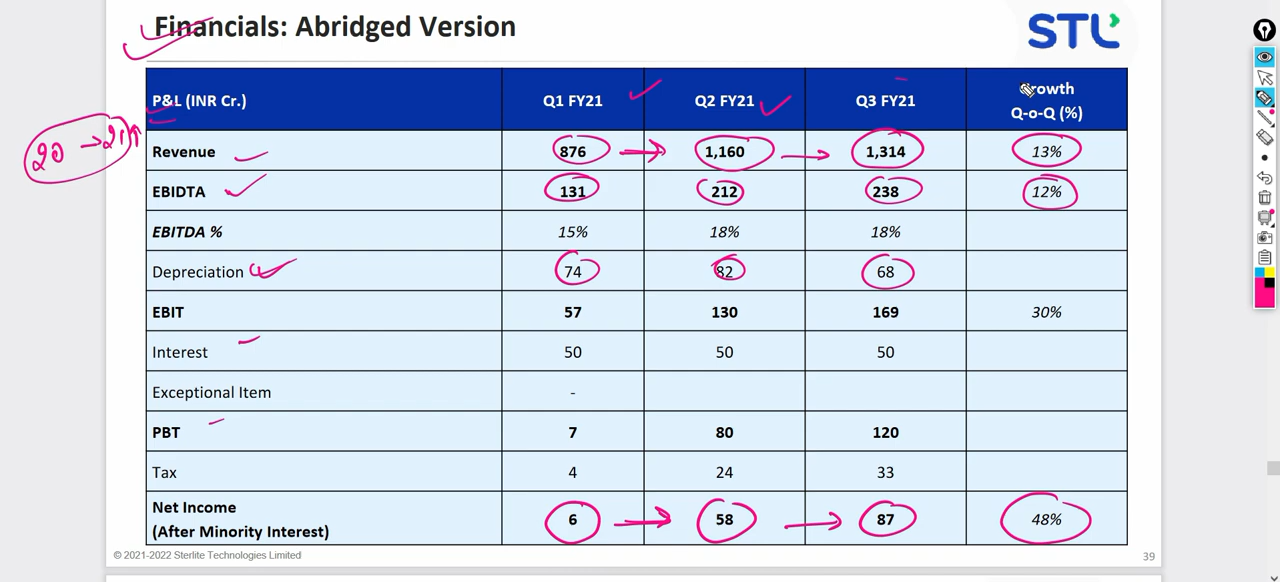 Financials: Abridged Version
STL
P&L (INR Cr.) Q1 FY21 Q2 FY21 Q3 FY21 Growth
Q-o-Q (%)
20 → 21
Revenue 876 1,160 1,314 13%
EBIDTA 131 212 238 12%
EBITDA % 15% 18% 18%
Depreciation 74 82 68
EBIT 57 130 169 30%
Interest 50 50 50
Exceptional Item -
PBT 7 80 120
Tax 4 24 33
Net Income
(After Minority Interest) 6 58 87 48%
© 2021-2022 Sterlite Technologies Limited
39